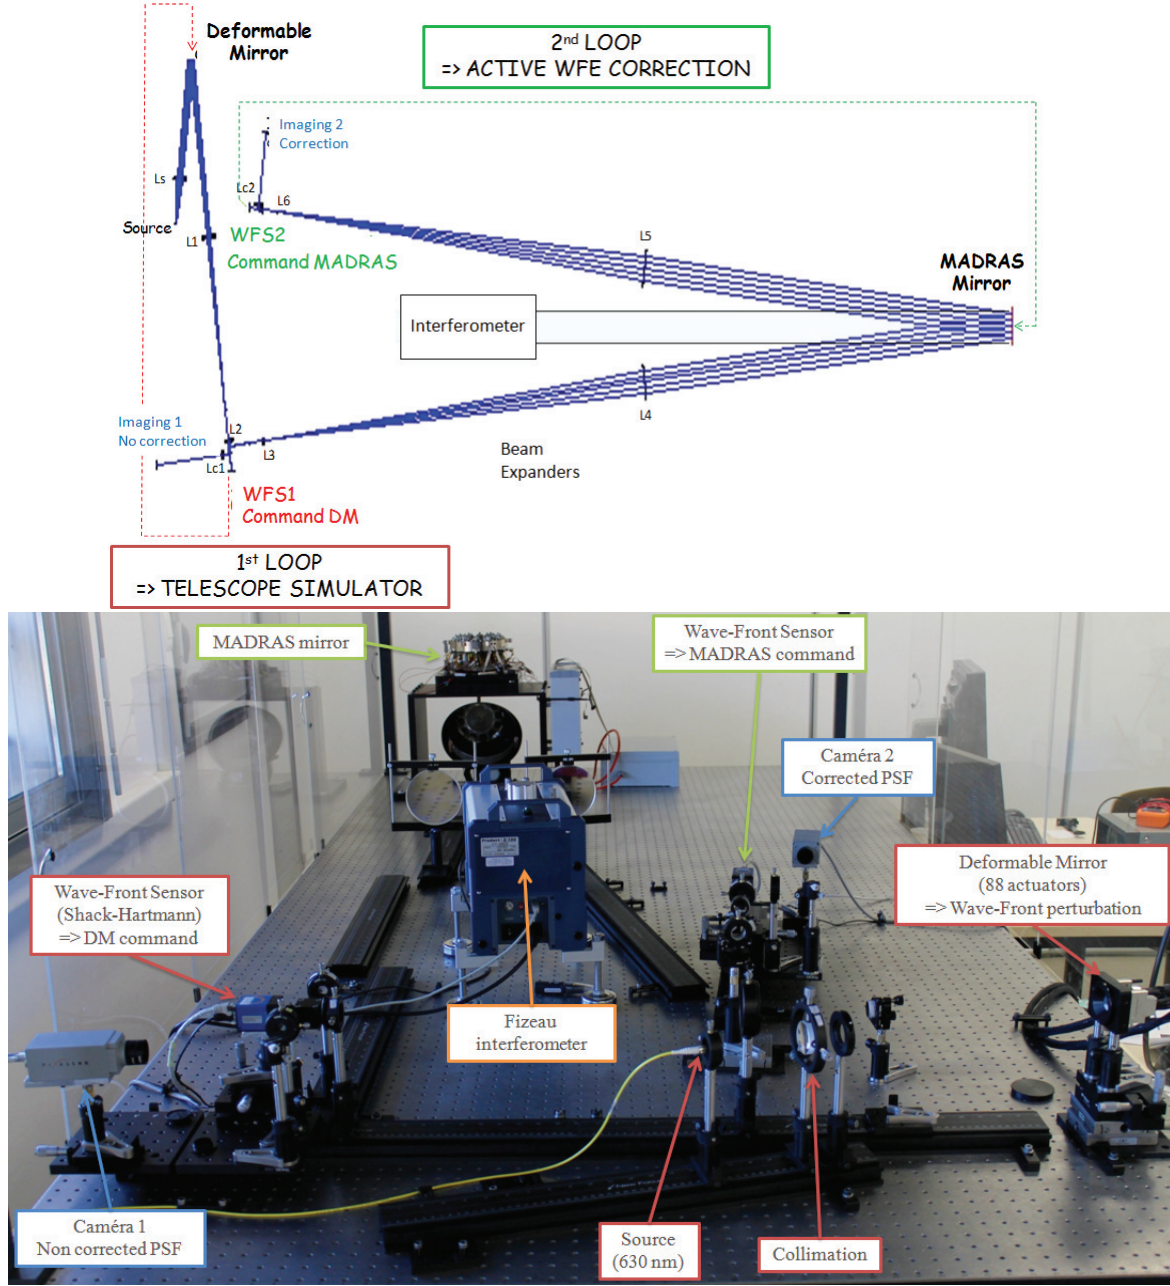 Deformable
Mirror
2nd LOOP
=> ACTIVE WFE CORRECTION
Imaging 2
Correction
Ls
Lc2
L6
Source
L1
WFS2
Command MADRAS
L5
MADRAS
Mirror
Interferometer
Imaging 1
No correction
L2
L3
Lc1
L4
Beam
Expanders
WFS1
Command DM
1st LOOP
=> TELESCOPE SIMULATOR
MADRAS mirror
Wave-Front Sensor
=> MADRAS command
Caméra 2
Corrected PSF
Wave-Front Sensor
(Shack-Hartmann)
=> DM command
Deformable Mirror
(88 actuators)
=> Wave-Front perturbation
Fizeau
interferometer
Caméra 1
Non corrected PSF
Source
(630 nm)
Collimation